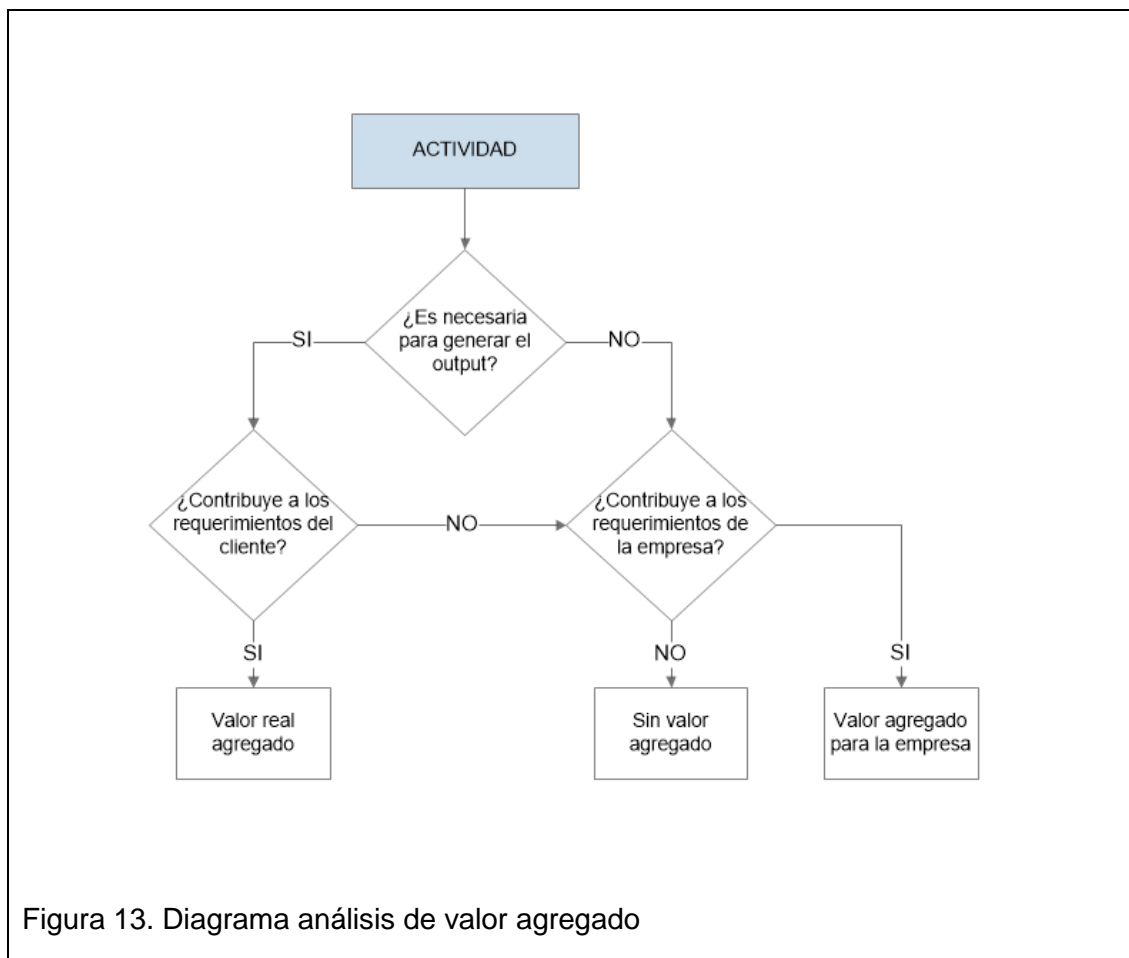 ACTIVIDAD
¿Es necesaria
para generar el
output?
SI
NO
¿Contribuye a los
requerimientos del
cliente?
NO
¿Contribuye a los
requerimientos de
la empresa?
SI
NO
SI
Valor real
agregado
Sin valor
agregado
Valor agregado
para la empresa
Figura 13. Diagrama análisis de valor agregado